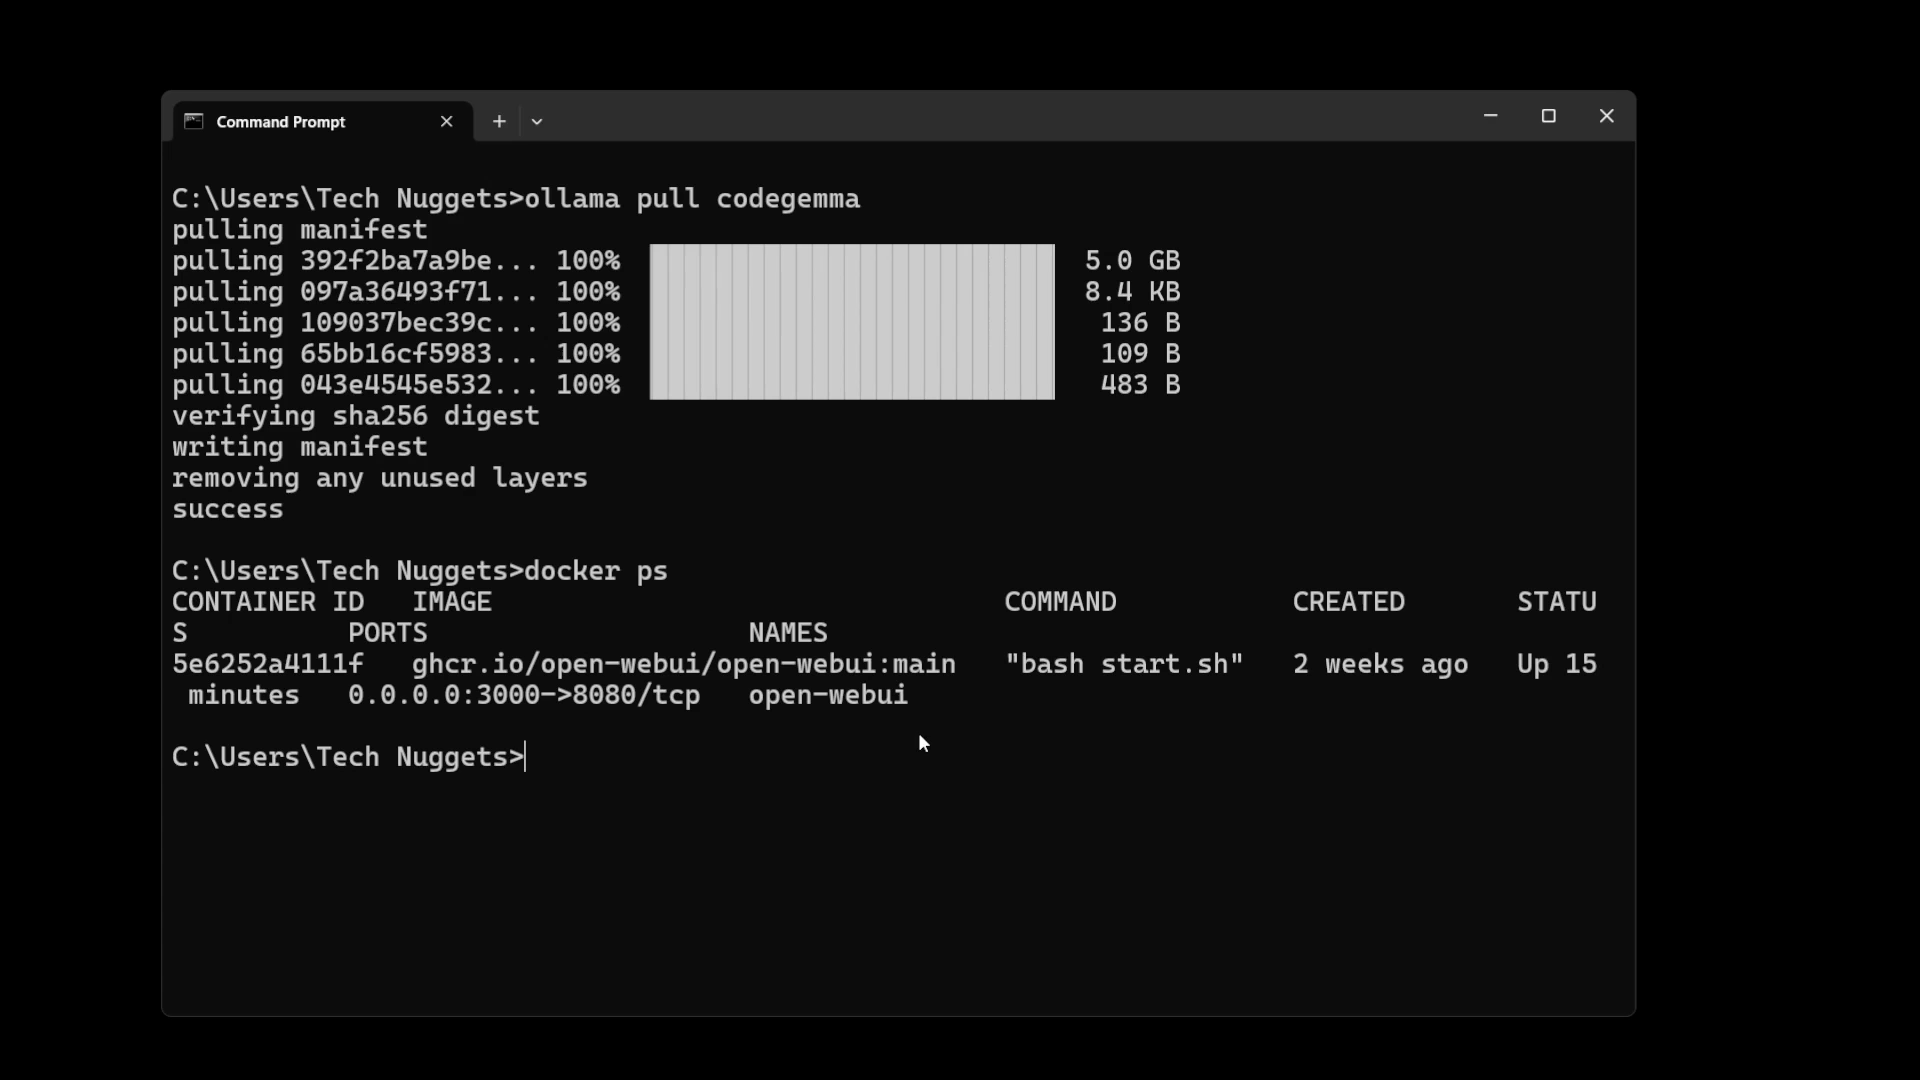 Command Prompt
C:\Users\Tech Nuggets>ollama pull codegemma
pulling manifest
pulling 392f2ba7a9be... 100% 5.0 GB
pulling 097a36493f71... 100% 8.4 KB
pulling 109037bec39c... 100% 136 B
pulling 65bb16cf5983... 100% 109 B
pulling 043e4545e532... 100% 483 B
verifying sha256 digest
writing manifest
removing any unused layers
success
C:\Users\Tech Nuggets>docker ps
CONTAINER ID   IMAGE                                COMMAND           CREATED       STATU
S          PORTS                    NAMES
5e6252a4111f   ghcr.io/open-webui/open-webui:main   "bash start.sh"   2 weeks ago   Up 15
 minutes   0.0.0.0:3000->8080/tcp   open-webui
C:\Users\Tech Nuggets>